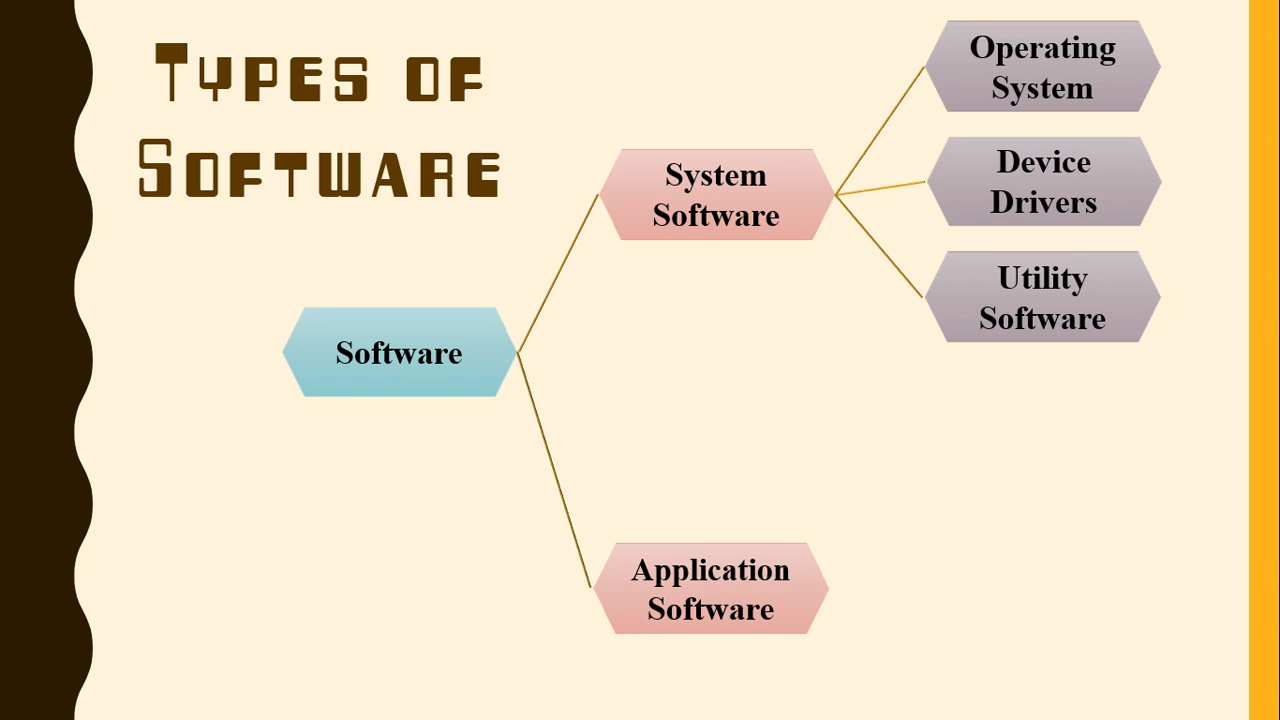 Types of
Software
Operating
System
Device
Drivers
System
Software
Utility
Software
Software
Application
Software